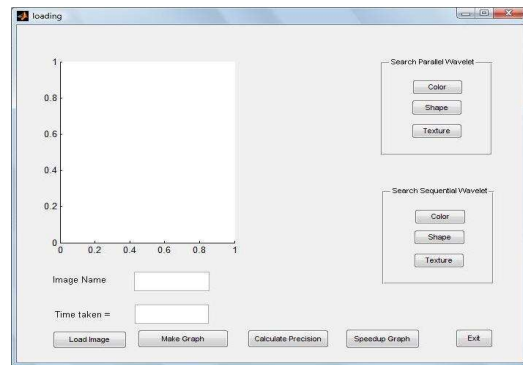 loading
1
0.8
0.6
0.4
0.2
0
0 0.2 0.4 0.6 0.8 1
Search Parallel Wavelet
Color
Shape
Texture
Search Sequential Wavelet
Color
Shape
Texture
Image Name
Time taken =
Load Image Make Graph Calculate Precision Speedup Graph Exit